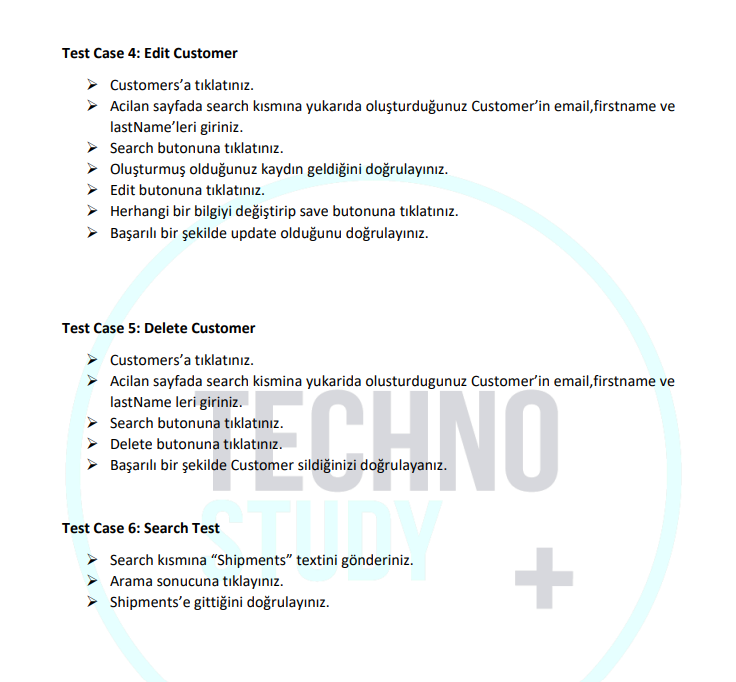 Test Case 4: Edit Customer
➢ Customers’a tıklatınız.
➢ Acilan sayfada search kısmına yukarıda oluşturduğunuz Customer’in email,firstname ve
lastName’leri giriniz.
➢ Search butonuna tıklatınız.
➢ Oluşturmuş olduğunuz kaydın geldiğini doğrulayınız.
➢ Edit butonuna tıklatınız.
➢ Herhangi bir bilgiyi değiştirip save butonuna tıklatınız.
➢ Başarılı bir şekilde update olduğunu doğrulayınız.
Test Case 5: Delete Customer
➢ Customers’a tıklatınız.
➢ Acilan sayfada search kismina yukarida olusturdugunuz Customer’in email,firstname ve
lastName leri giriniz.
➢ Search butonuna tıklatınız.
➢ Delete butonuna tıklatınız.
➢ Başarılı bir şekilde Customer sildiğinizi doğrulayanız.
TECHNO
STUDY
+
Test Case 6: Search Test
➢ Search kısmına “Shipments” textini gönderiniz.
➢ Arama sonucuna tıklayınız.
➢ Shipments’e gittiğini doğrulayınız.